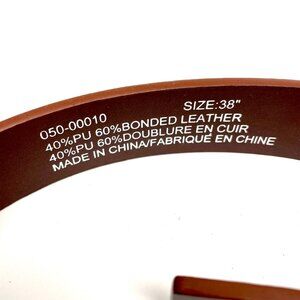 050-00010 SIZE:38"
40%PU 60%BONDED LEATHER
40%PU 60%DOUBLURE EN CUIR
MADE IN CHINA/FABRIQUÉ EN CHINE